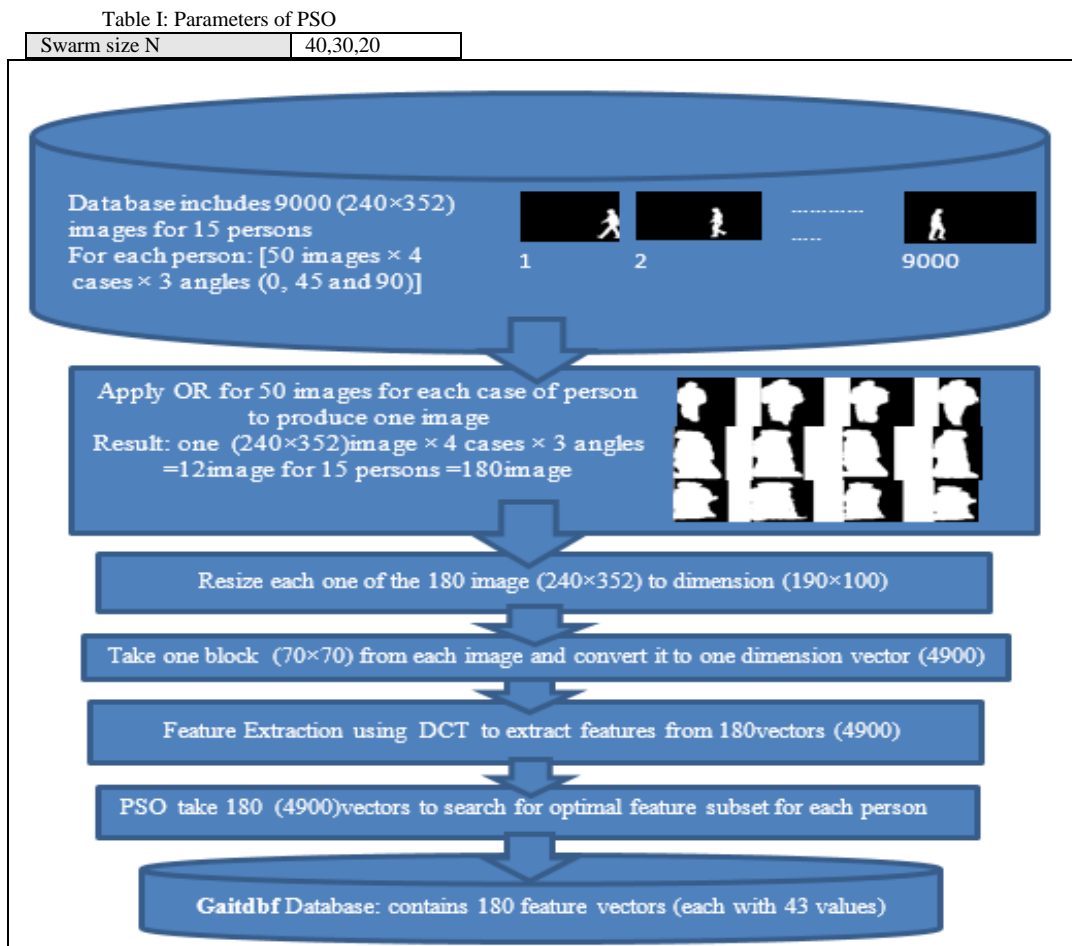 Table I: Parameters of PSO
Swarm size N 40,30,20
Database includes 9000 (240×352)
images for 15 persons
For each person: [50 images × 4
cases × 3 angles (0, 45 and 90)]
1 2 9000
Apply OR for 50 images for each case of person
to produce one image
Result: one (240×352)image × 4 cases × 3 angles
=12image for 15 persons =180image
Resize each one of the 180 image (240×352) to dimension (190×100)
Take one block (70×70) from each image and convert it to one dimension vector (4900)
Feature Extraction using DCT to extract features from 180vectors (4900)
PSO take 180 (4900)vectors to search for optimal feature subset for each person
Gaitdbf Database: contains 180 feature vectors (each with 43 values)